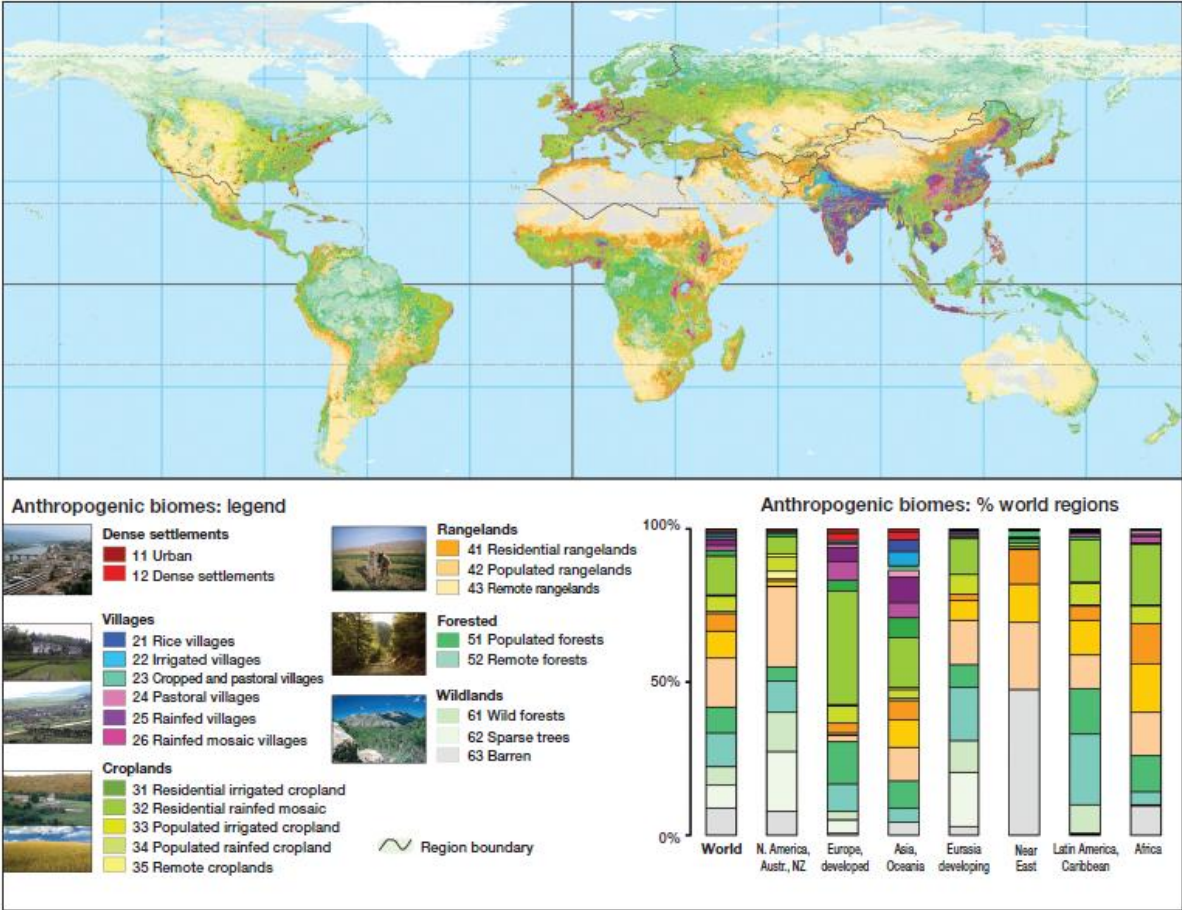 Anthropogenic biomes: legend
Dense settlements
11 Urban
12 Dense settlements
Villages
21 Rice villages
22 Irrigated villages
23 Cropped and pastoral villages
24 Pastoral villages
25 Rainfed villages
26 Rainfed mosaic villages
Croplands
31 Residential irrigated cropland
32 Residential rainfed mosaic
33 Populated irrigated cropland
34 Populated rainfed cropland
35 Remote croplands
Rangelands
41 Residential rangelands
42 Populated rangelands
43 Remote rangelands
Forested
51 Populated forests
52 Remote forests
Wildlands
61 Wild forests
62 Sparse trees
63 Barren
Region boundary
Anthropogenic biomes: % world regions
100%
50%
0%
World
N. America,
Austr., NZ
Europe,
developed
Asia,
Oceania
Eurasia
developing
Near
East
Latin America,
Caribbean
Africa